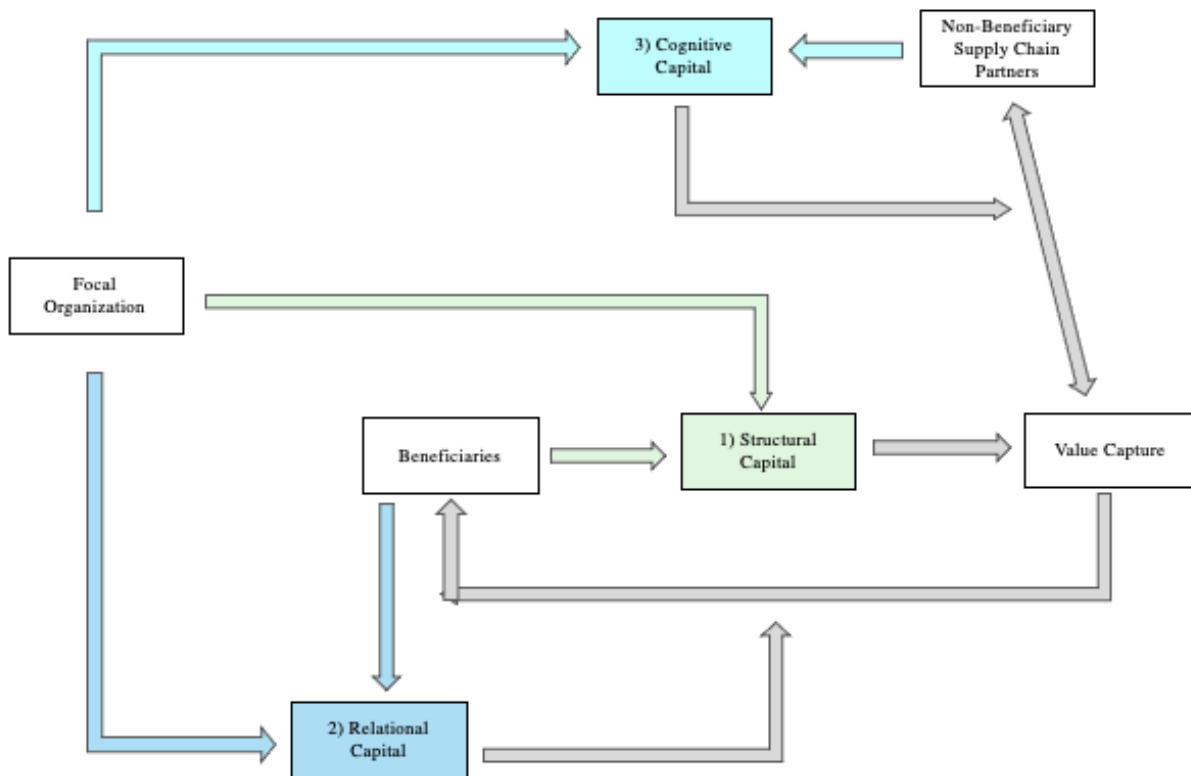 3) Cognitive
Capital
Non-Beneficiary
Supply Chain
Partners
Focal
Organization
Beneficiaries
1) Structural
Capital
Value Capture
2) Relational
Capital